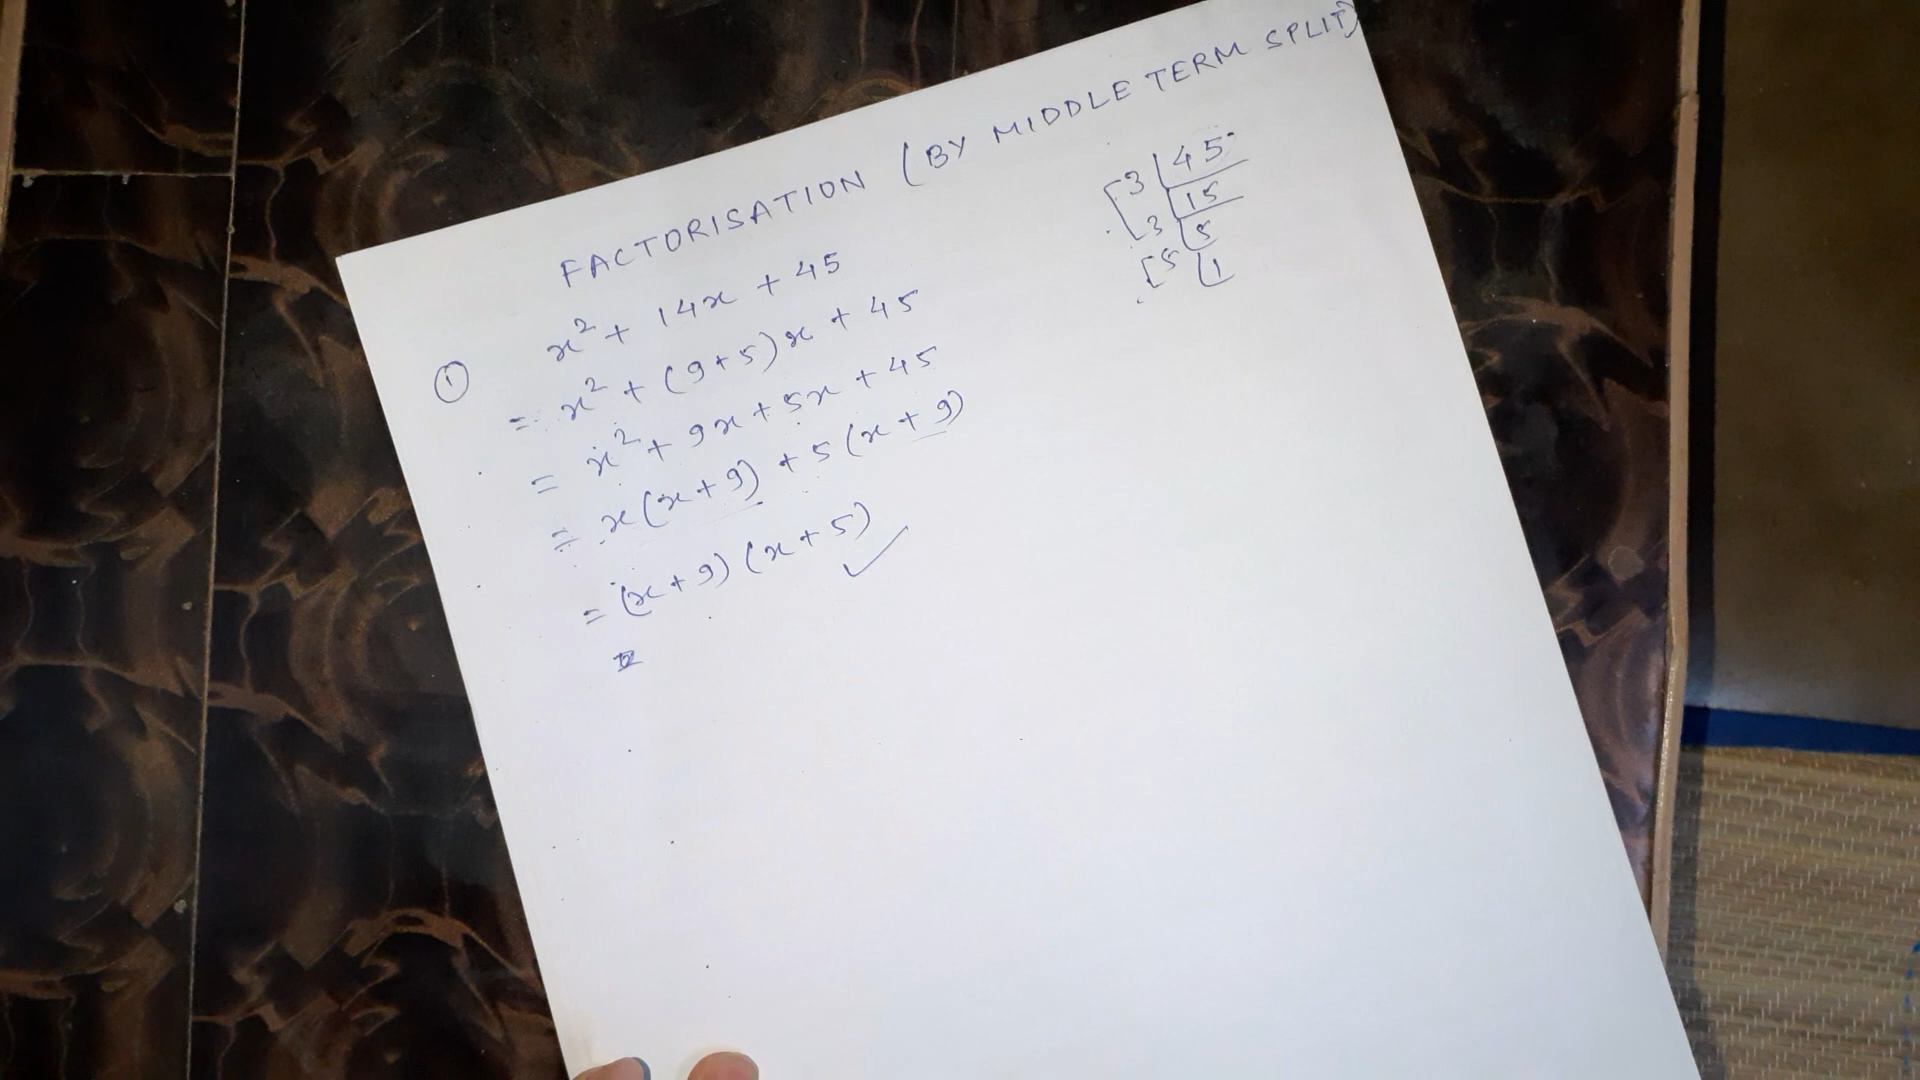 FACTORISATION (BY MIDDLE TERM SPLIT)
① x² + 14x + 45
= x² + (9+5)x + 45
= x² + 9x + 5x + 45
= x(x+9) + 5(x+9)
= (x+9)(x+5) ✓
3 | 45
3 | 15
5 | 5
1